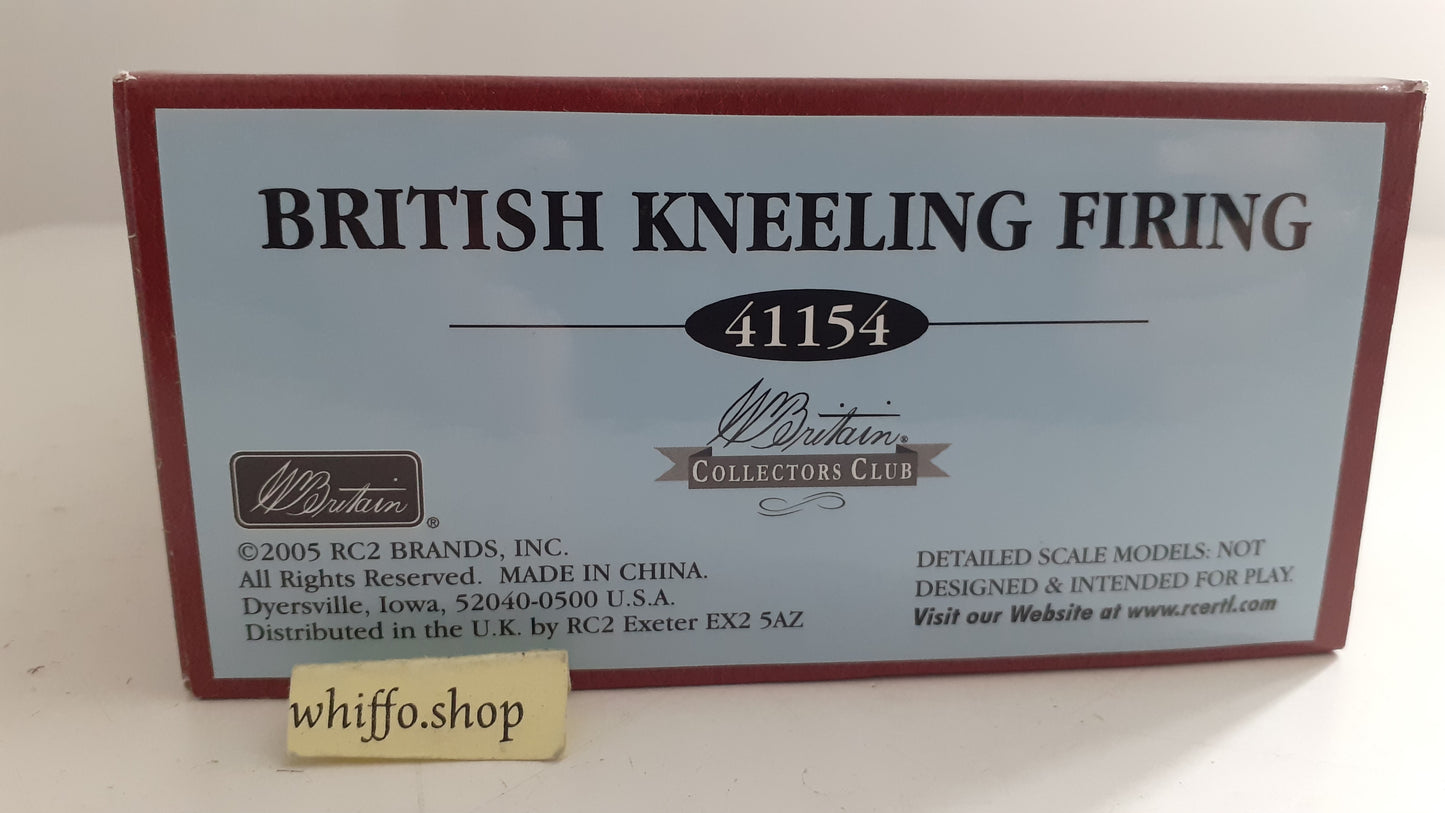 BRITISH KNEELING FIRING
41154
WBritain®
COLLECTORS CLUB
WBritain®
©2005 RC2 BRANDS, INC.
All Rights Reserved. MADE IN CHINA.
Dyersville, Iowa, 52040-0500 U.S.A.
Distributed in the U.K. by RC2 Exeter EX2 5AZ
DETAILED SCALE MODELS: NOT
DESIGNED & INTENDED FOR PLAY.
Visit our Website at www.rcertl.com
whiffo.shop